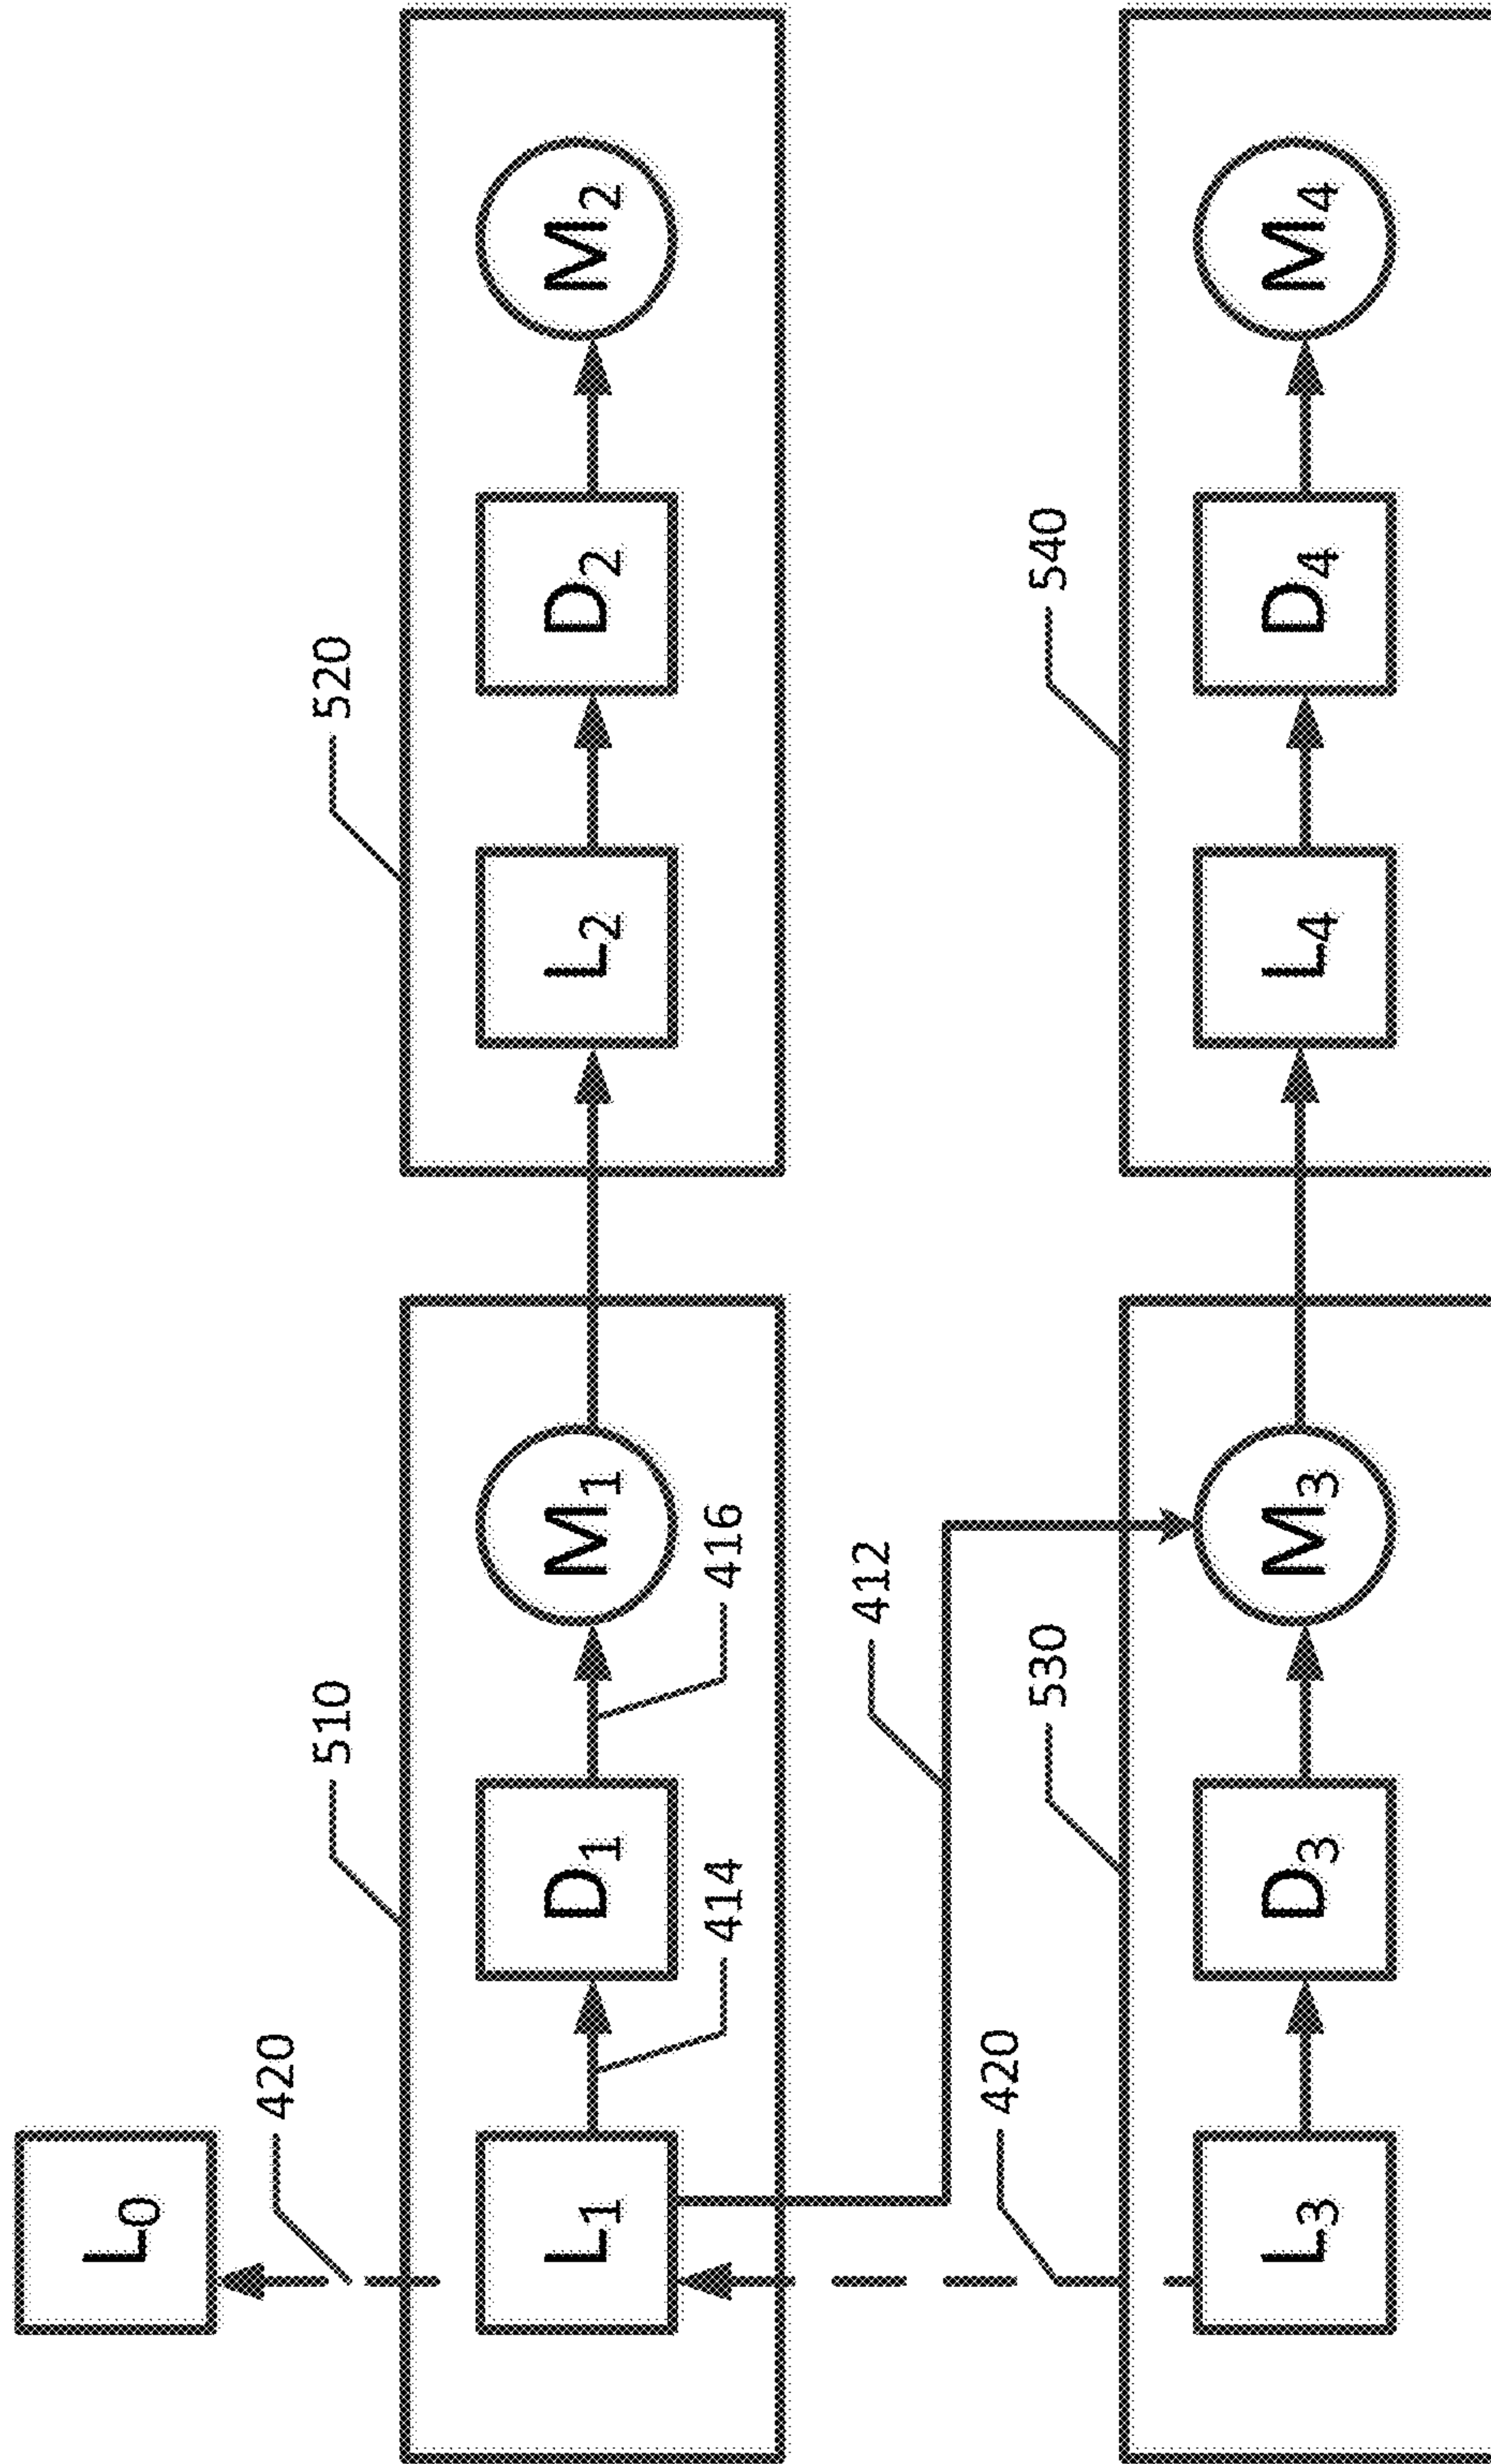 L₀
420
510 520
L₁ D₁ M₁ L₂ D₂ M₂
414 416
412
420
530 540
L₃ D₃ M₃ L₄ D₄ M₄